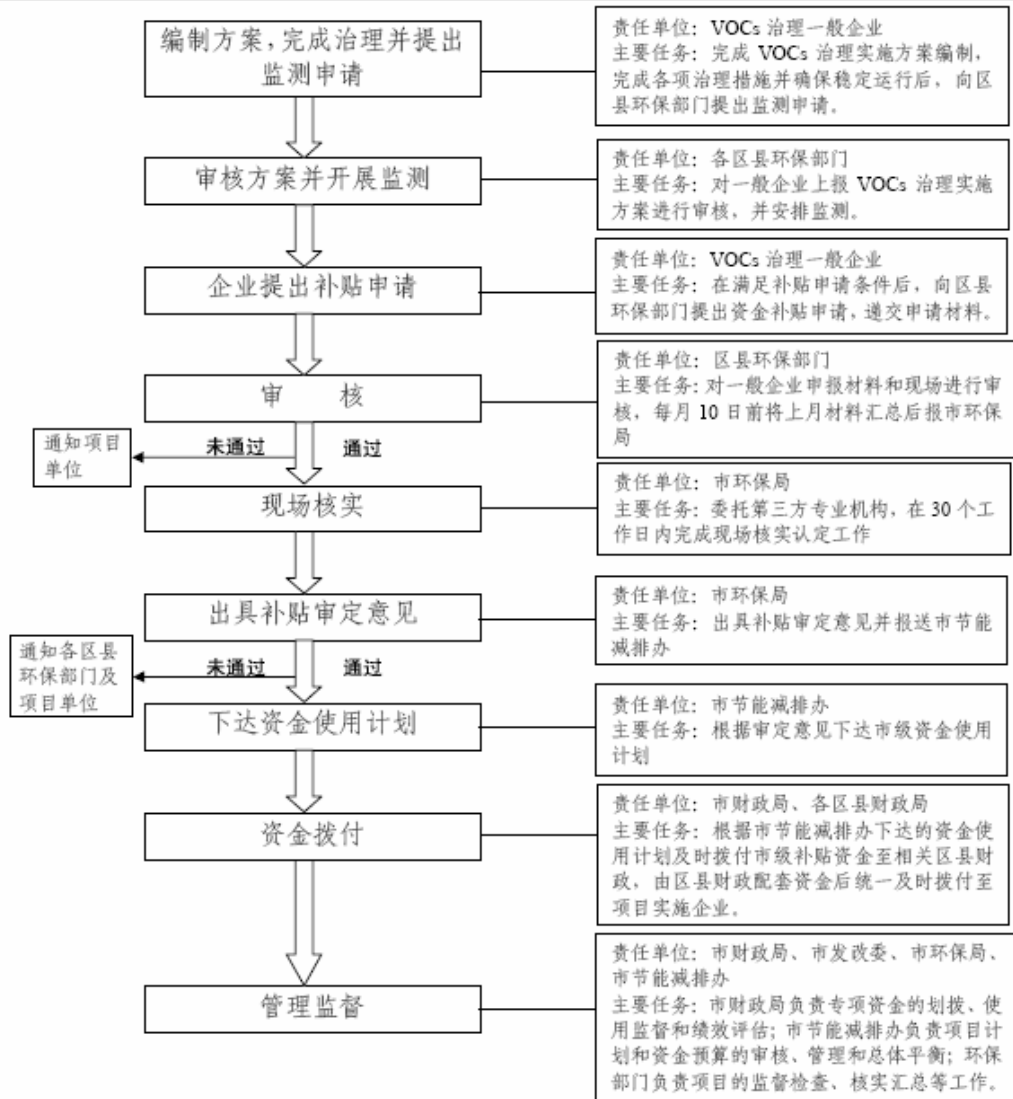 编制方案，完成治理并提出
监测申请
责任单位：VOCs 治理一般企业
主要任务：完成 VOCs 治理实施方案编制，
完成各项治理措施并确保稳定运行后，向区
县环保部门提出监测申请。
审核方案并开展监测
责任单位：各区县环保部门
主要任务：对一般企业上报 VOCs 治理实施
方案进行审核，并安排监测。
企业提出补贴申请
责任单位：VOCs 治理一般企业
主要任务：在满足补贴申请条件后，向区县
环保部门提出资金补贴申请，递交申请材料。
审 核
责任单位：区县环保部门
主要任务：对一般企业申报材料和现场进行审
核，每月 10 日前将上月材料汇总后报市环保
局
未通过 通过
通知项目
单位
现场核实
责任单位：市环保局
主要任务：委托第三方专业机构，在 30 个工
作日内完成现场核实认定工作
出具补贴审定意见
责任单位：市环保局
主要任务：出具补贴审定意见并报送市节能
减排办
未通过 通过
通知各区县
环保部门及
项目单位
下达资金使用计划
责任单位：市节能减排办
主要任务：根据审定意见下达市级资金使用
计划
资金拨付
责任单位：市财政局、各区县财政局
主要任务：根据市节能减排办下达的资金使
用计划及时拨付市级补贴资金至相关区县财
政，由区县财政配套资金后统一及时拨付至
项目实施企业。
管理监督
责任单位：市财政局、市发改委、市环保局、
市节能减排办
主要任务：市财政局负责专项资金的划拨、使
用监督和绩效评估；市节能减排办负责项目计
划和资金预算的审核、管理和总体平衡；环保
部门负责项目的监督检查、核实汇总等工作。